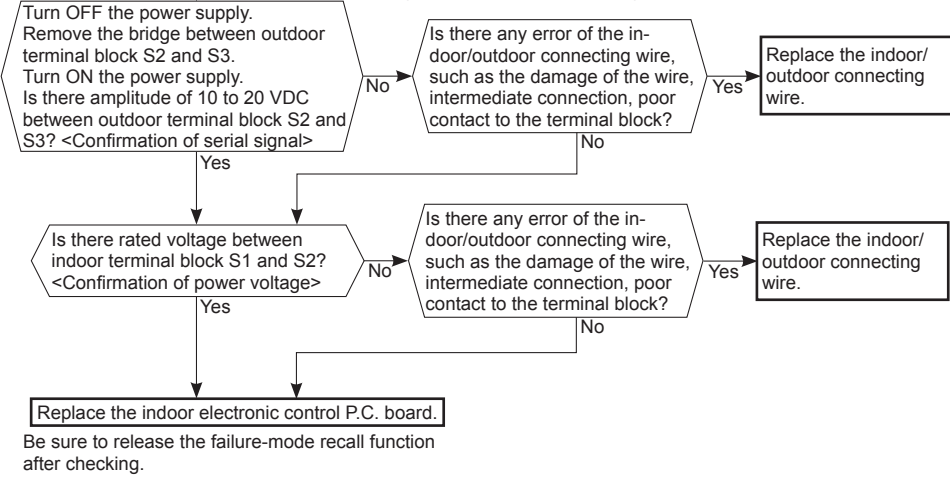 Turn OFF the power supply.
Remove the bridge between outdoor
terminal block S2 and S3.
Turn ON the power supply.
Is there amplitude of 10 to 20 VDC
between outdoor terminal block S2 and
S3? <Confirmation of serial signal>
No
Is there any error of the in-
door/outdoor connecting wire,
such as the damage of the wire,
intermediate connection, poor
contact to the terminal block?
Yes
Replace the indoor/
outdoor connecting
wire.
Yes
No
Is there rated voltage between
indoor terminal block S1 and S2?
<Confirmation of power voltage>
No
Is there any error of the in-
door/outdoor connecting wire,
such as the damage of the wire,
intermediate connection, poor
contact to the terminal block?
Yes
Replace the indoor/
outdoor connecting
wire.
Yes
No
Replace the indoor electronic control P.C. board.
Be sure to release the failure-mode recall function
after checking.